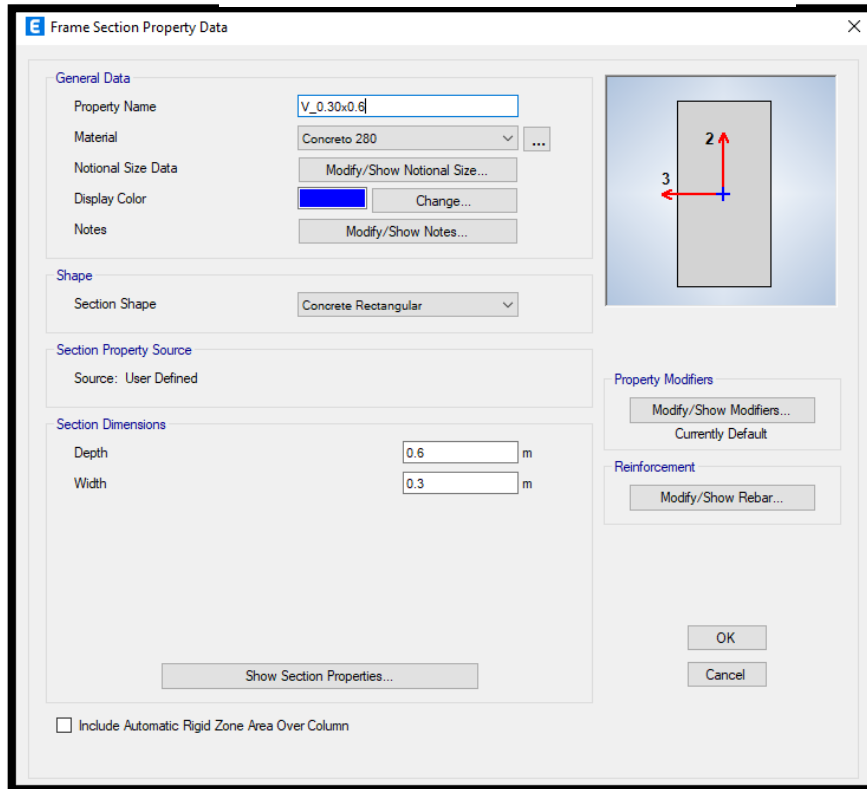 E Frame Section Property Data
General Data
Property Name V_0.30x0.6
Material Concreto 280 ...
Notional Size Data Modify/Show Notional Size...
Display Color Change...
Notes Modify/Show Notes...
2
3
Shape
Section Shape Concrete Rectangular
Section Property Source
Source: User Defined
Property Modifiers
Modify/Show Modifiers...
Currently Default
Section Dimensions
Depth 0.6 m
Width 0.3 m
Reinforcement
Modify/Show Rebar...
OK
Show Section Properties... Cancel
Include Automatic Rigid Zone Area Over Column